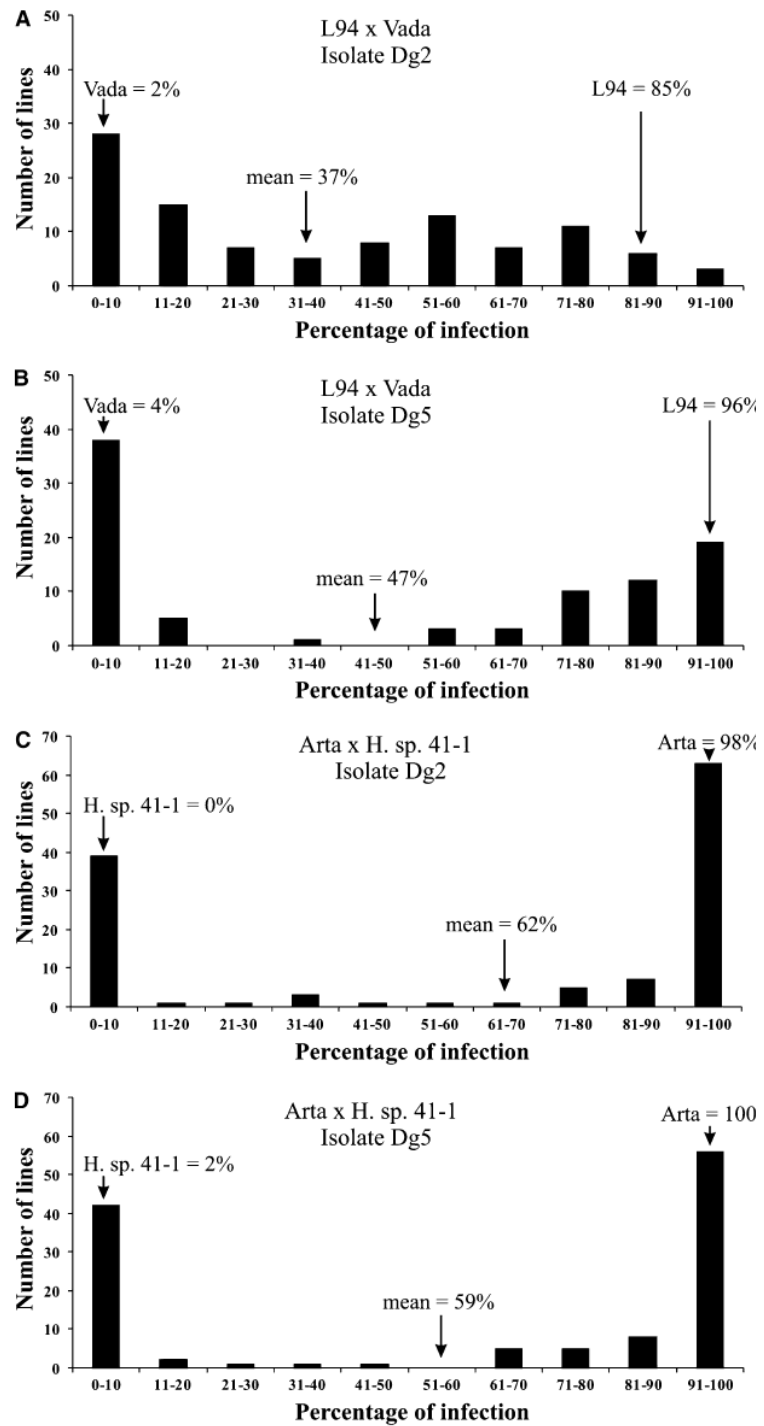 A
L94 x Vada
Isolate Dg2
Number of lines
50
40
30
20
10
0
Vada = 2%
mean = 37%
L94 = 85%
0-10 11-20 21-30 31-40 41-50 51-60 61-70 71-80 81-90 91-100
Percentage of infection
B
L94 x Vada
Isolate Dg5
Number of lines
50
40
30
20
10
0
Vada = 4%
mean = 47%
L94 = 96%
0-10 11-20 21-30 31-40 41-50 51-60 61-70 71-80 81-90 91-100
Percentage of infection
C
Arta x H. sp. 41-1
Isolate Dg2
Number of lines
70
60
50
40
30
20
10
0
H. sp. 41-1 = 0%
mean = 62%
Arta = 98%
0-10 11-20 21-30 31-40 41-50 51-60 61-70 71-80 81-90 91-100
Percentage of infection
D
Arta x H. sp. 41-1
Isolate Dg5
Number of lines
70
60
50
40
30
20
10
0
H. sp. 41-1 = 2%
mean = 59%
Arta = 100
0-10 11-20 21-30 31-40 41-50 51-60 61-70 71-80 81-90 91-100
Percentage of infection